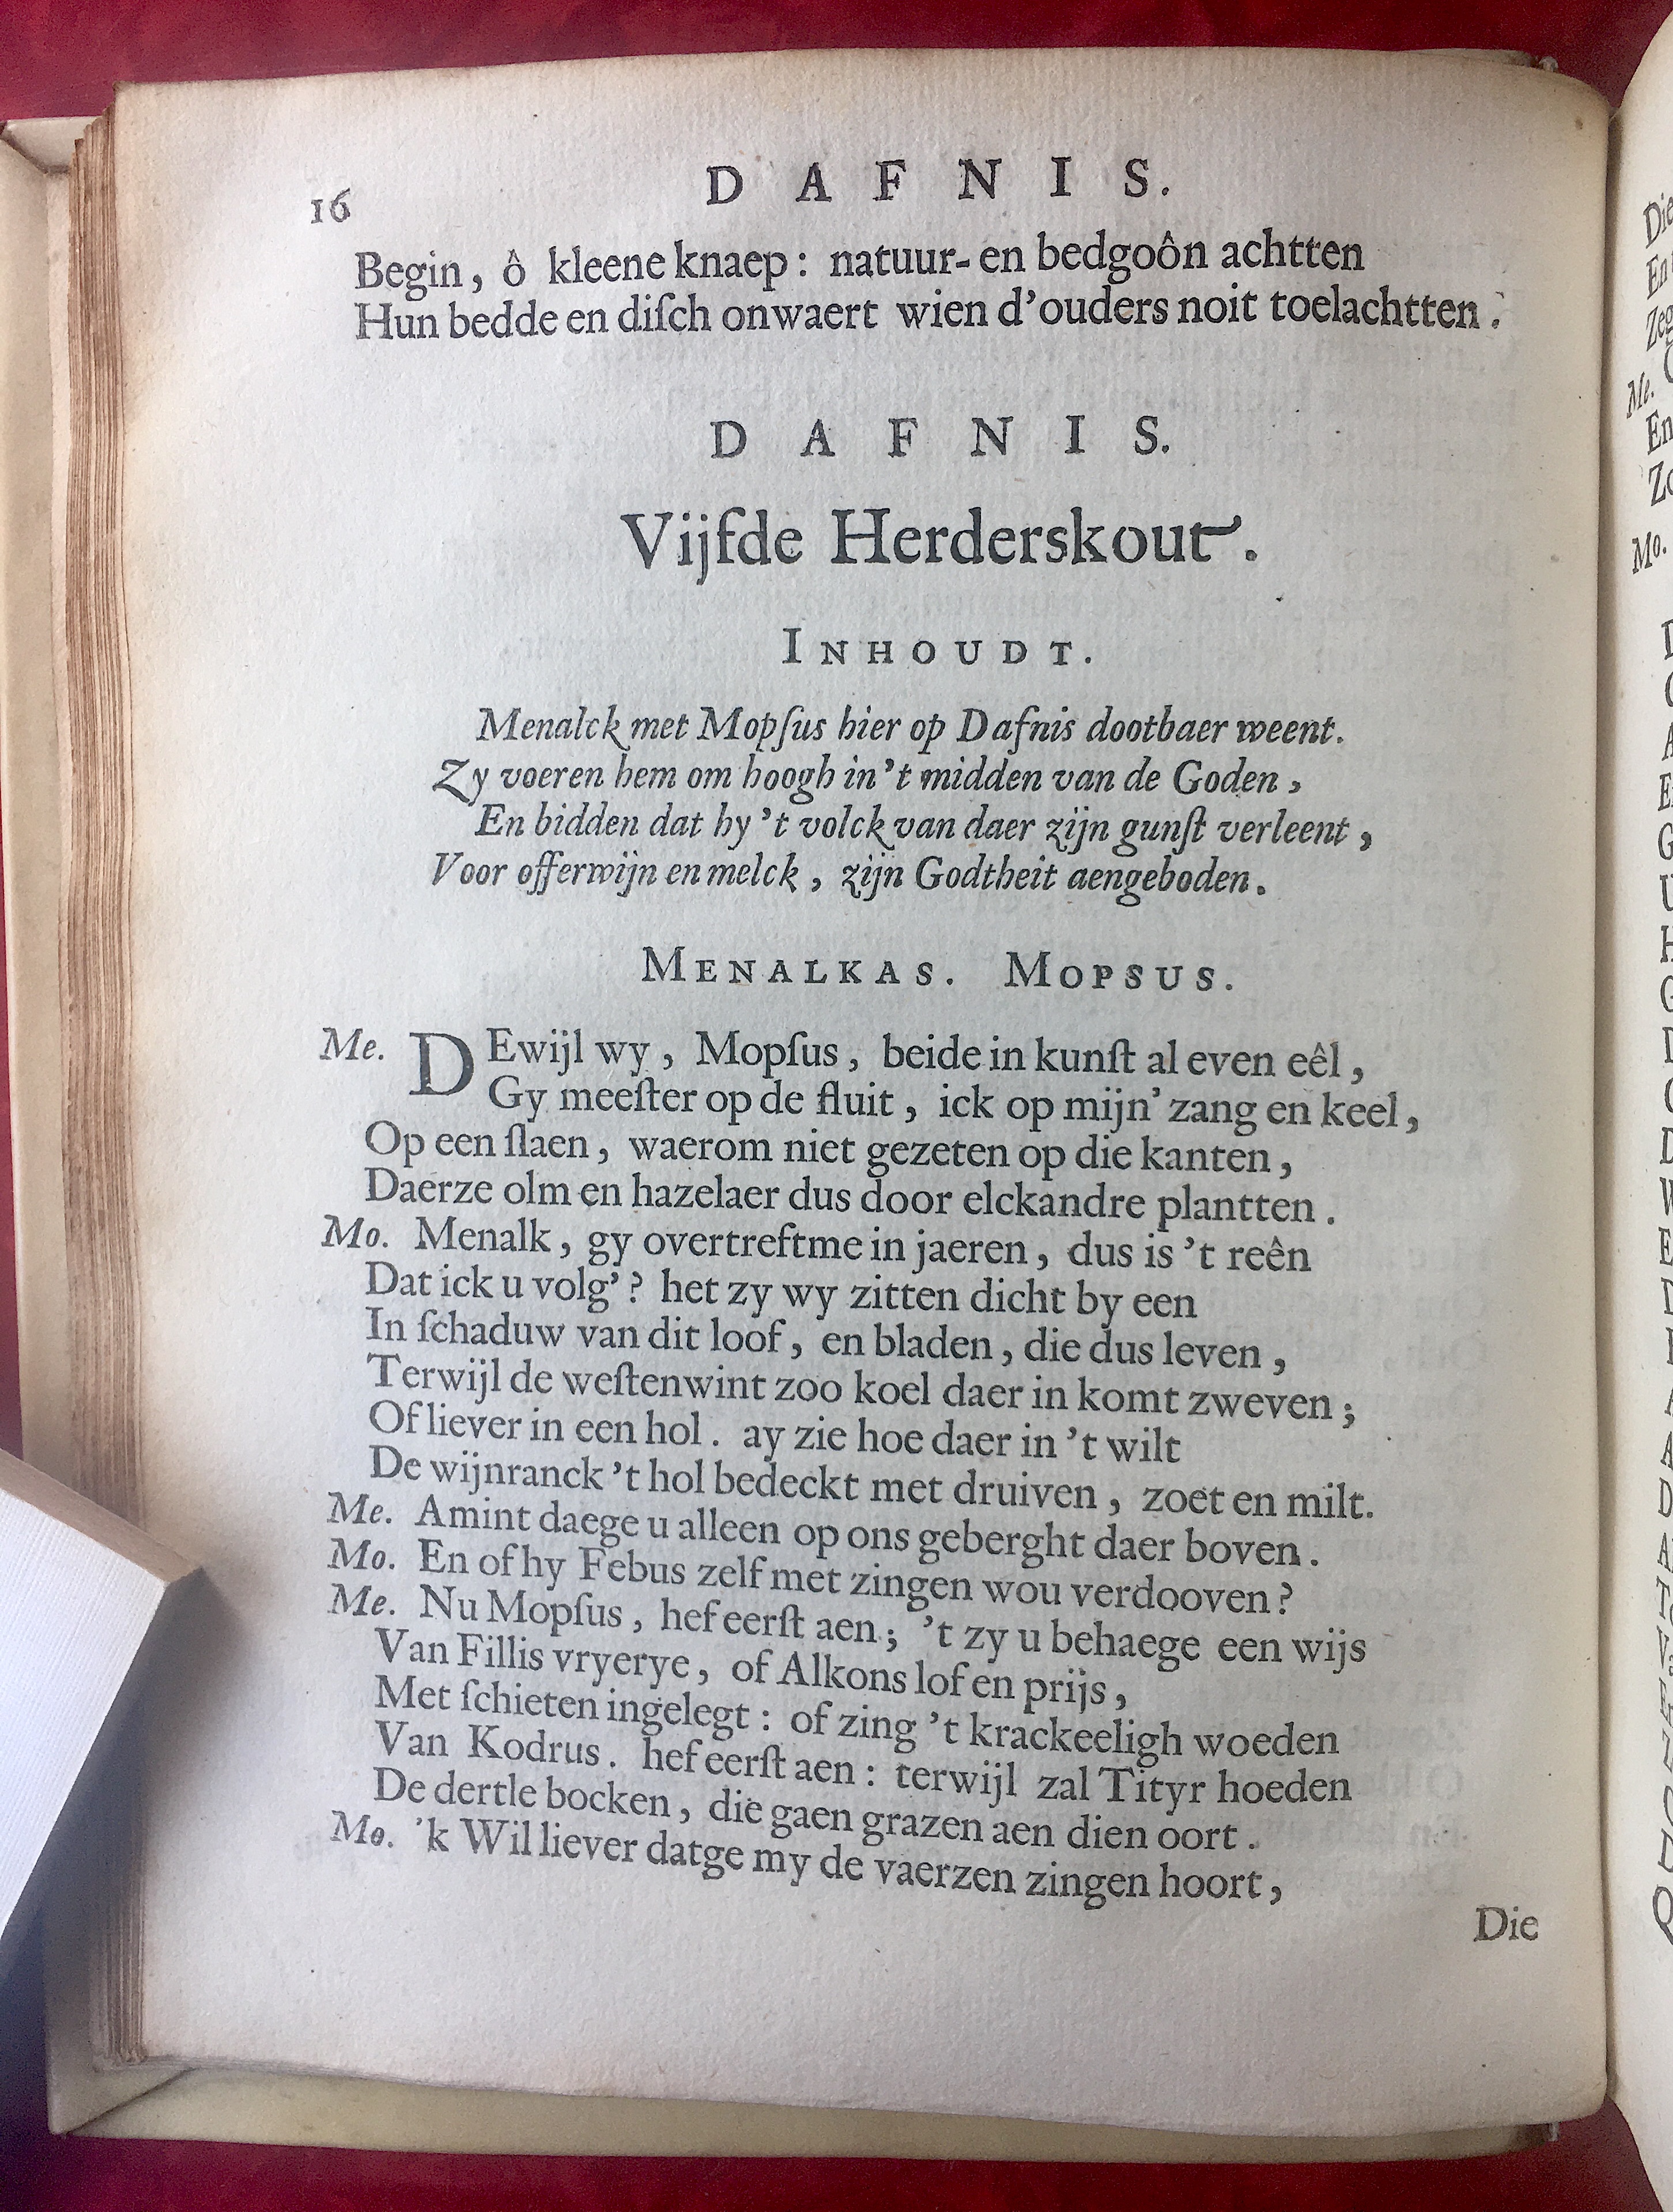 16
DAFNIS.
Begin, ô kleene knaep: natuur- en bedgoôn achtten
Hun bedde en diſch onwaert wien d'ouders noit toelachtten.
DAFNIS.
Vijfde Herderskout.
INHOUDT.
Menalck met Mopſus hier op Dafnis dootbaer weent.
Zy voeren hem om hoogh in 't midden van de Goden,
En bidden dat hy 't volck van daer zijn gunſt verleent,
Voor offerwijn en melck, zijn Godtheit aengeboden.
MENALKAS. MOPSUS.
Me. DEwijl wy, Mopſus, beide in kunſt al even eêl,
Gy meeſter op de fluit, ick op mijn' zang en keel,
Op een ſlaen, waerom niet gezeten op die kanten,
Daerze olm en hazelaer dus door elckandre plantten.
Mo. Menalk, gy overtreftme in jaeren, dus is 't reên
Dat ick u volg'? het zy wy zitten dicht by een
In ſchaduw van dit loof, en bladen, die dus leven,
Terwijl de weſtenwint zoo koel daer in komt zweven;
Of liever in een hol. ay zie hoe daer in 't wilt
De wijnranck 't hol bedeckt met druiven, zoet en milt.
Me. Amint daege u alleen op ons geberght daer boven.
Mo. En of hy Febus zelf met zingen wou verdooven?
Me. Nu Mopſus, hef eerſt aen; 't zy u behaege een wijs
Van Fillis vryerye, of Alkons lof en prijs,
Met ſchieten ingelegt: of zing 't krackeeligh woeden
Van Kodrus. hef eerſt aen: terwijl zal Tityr hoeden
De dertle bocken, die gaen grazen aen dien oort.
Mo. 'k Wil liever datge my de vaerzen zingen hoort,
Die